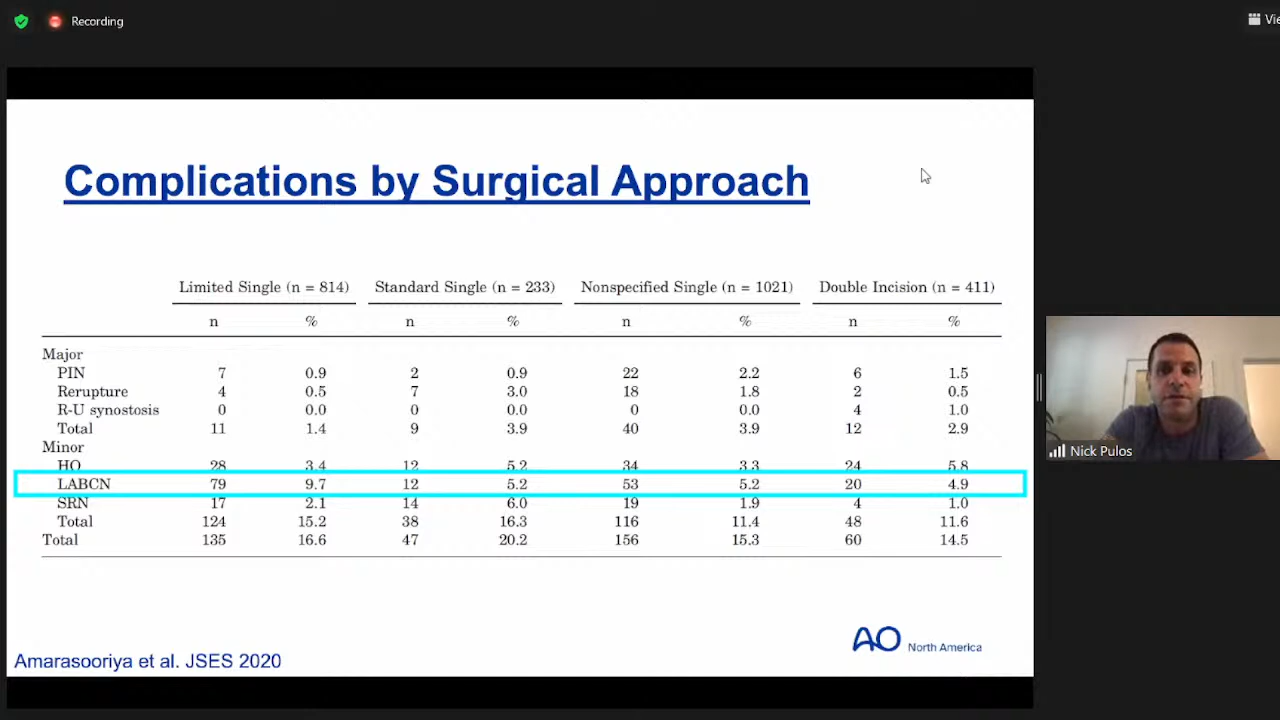 Recording
Vie
Complications by Surgical Approach
Limited Single (n = 814) Standard Single (n = 233) Nonspecified Single (n = 1021) Double Incision (n = 411)
n % n % n % n %
Major
PIN 7 0.9 2 0.9 22 2.2 6 1.5
Rerupture 4 0.5 7 3.0 18 1.8 2 0.5
R-U synostosis 0 0.0 0 0.0 0 0.0 4 1.0
Total 11 1.4 9 3.9 40 3.9 12 2.9
Minor
HO 28 3.4 12 5.2 34 3.3 24 5.8
LABCN 79 9.7 12 5.2 53 5.2 20 4.9
SRN 17 2.1 14 6.0 19 1.9 4 1.0
Total 124 15.2 38 16.3 116 11.4 48 11.6
Total 135 16.6 47 20.2 156 15.3 60 14.5
Nick Pulos
AO North America
Amarasooriya et al. JSES 2020